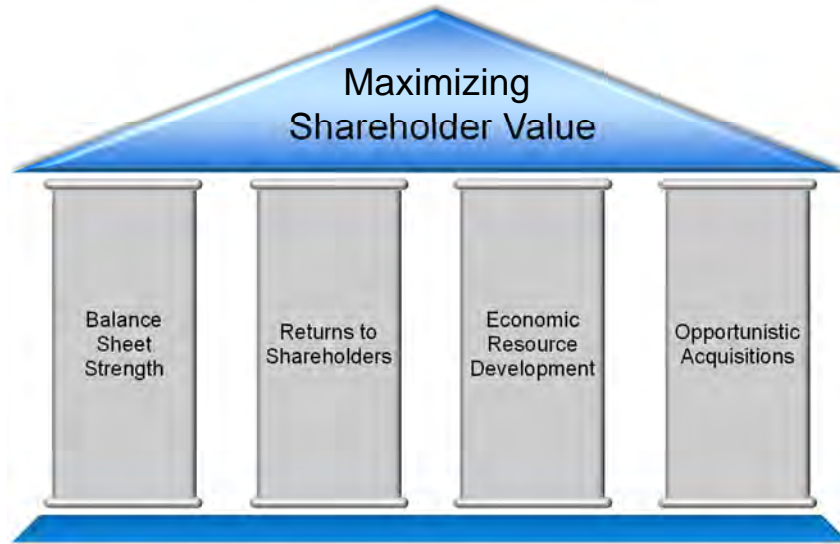 Maximizing
Shareholder Value
Balance
Sheet
Strength
Returns to
Shareholders
Economic
Resource
Development
Opportunistic
Acquisitions